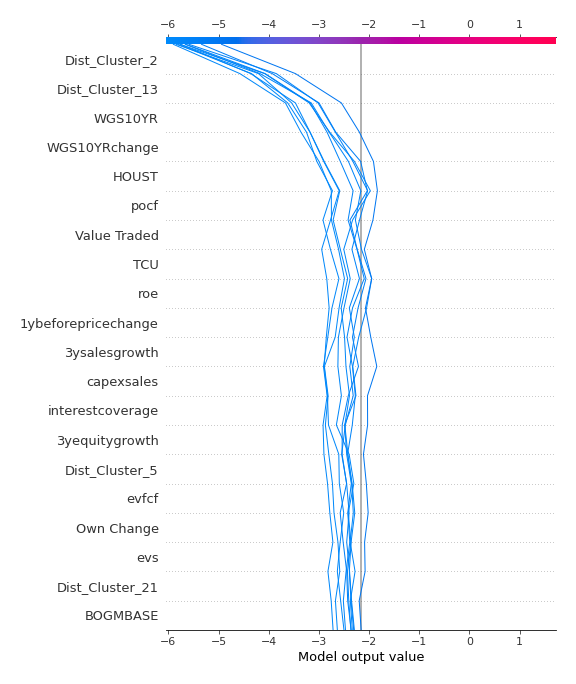 −6 −5 −4 −3 −2 −1 0 1
Dist_Cluster_2
Dist_Cluster_13
WGS10YR
WGS10YRchange
HOUST
pocf
Value Traded
TCU
roe
1ybeforepricechange
3ysalesgrowth
capexsales
interestcoverage
3yequitygrowth
Dist_Cluster_5
evfcf
Own Change
evs
Dist_Cluster_21
BOGMBASE
−6 −5 −4 −3 −2 −1 0 1
Model output value